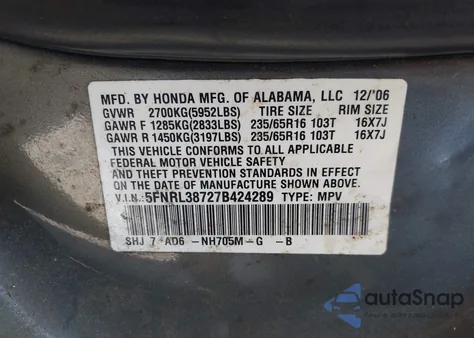 MFD. BY HONDA MFG. OF ALABAMA, LLC 12/'06
GVWR 2700KG(5952LBS) TIRE SIZE RIM SIZE
GAWR F 1285KG(2833LBS) 235/65R16 103T 16X7J
GAWR R 1450KG(3197LBS) 235/65R16 103T 16X7J
THIS VEHICLE CONFORMS TO ALL APPLICABLE
FEDERAL MOTOR VEHICLE SAFETY
AND THEFT PREVENTION STANDARDS IN EFFECT
ON THE DATE OF MANUFACTURE SHOWN ABOVE.
V.I.N.: 5FNRL38727B424289 TYPE: MPV
SHJ 7 AD6 -NH705M-G -B
autoSnap